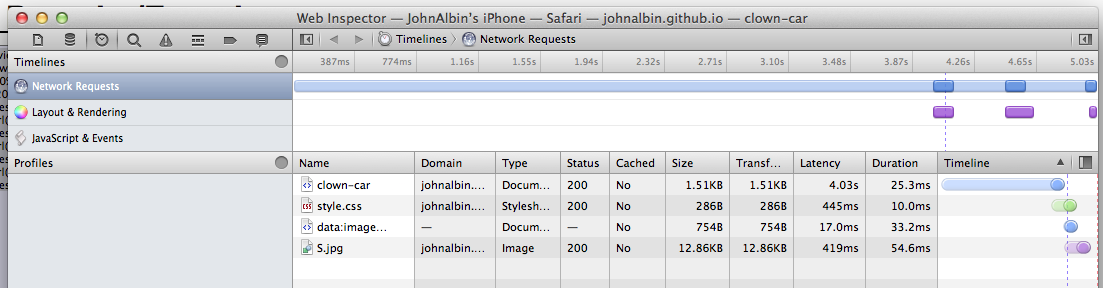 Web Inspector — JohnAlbin's iPhone — Safari — johnalbin.github.io — clown-car
Timelines Network Requests
Timelines 387ms 774ms 1.16s 1.55s 1.94s 2.32s 2.71s 3.10s 3.48s 3.87s 4.26s 4.65s 5.03s
Network Requests
Layout & Rendering
JavaScript & Events
Profiles Name Domain Type Status Cached Size Transf... Latency Duration Timeline
clown-car johnalbin.... Docum... 200 No 1.51KB 1.51KB 4.03s 25.3ms
style.css johnalbin.... Stylesh... 200 No 286B 286B 445ms 10.0ms
data:image... — Docum... — No 754B 754B 17.0ms 33.2ms
S.jpg johnalbin.... Image 200 No 12.86KB 12.86KB 419ms 54.6ms